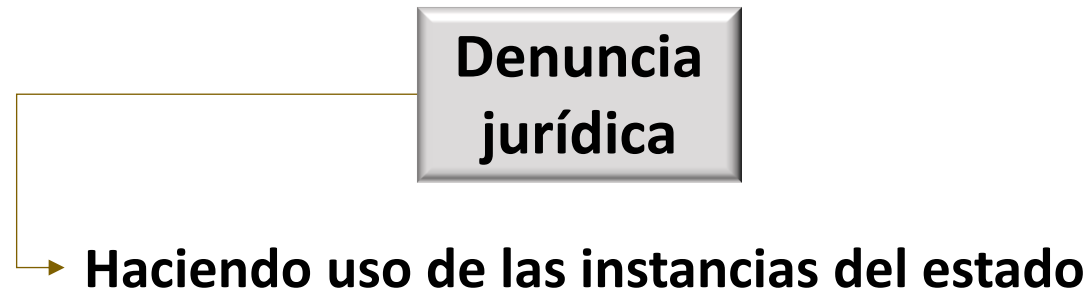 Denuncia
jurídica
Haciendo uso de las instancias del estado